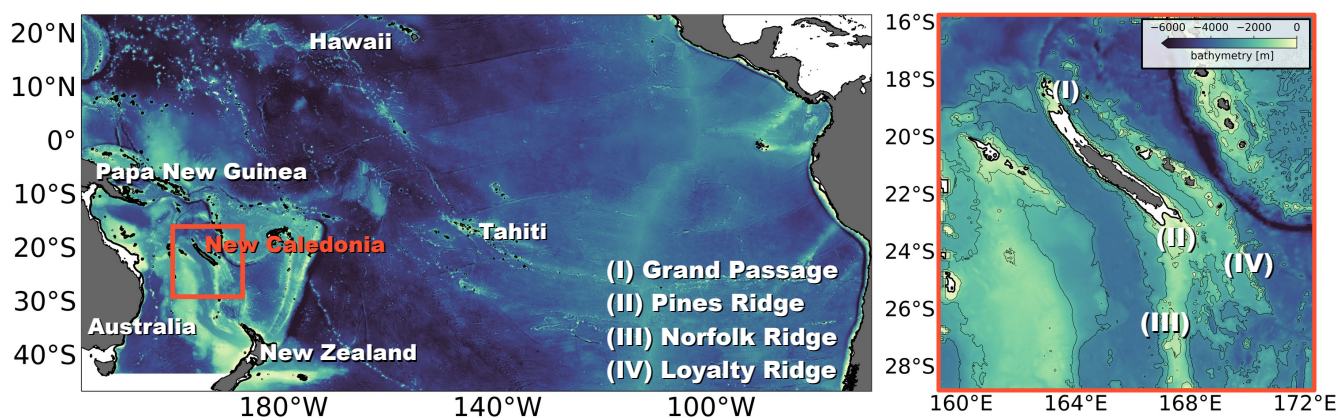 20°N
10°N
0°
10°S
20°S
30°S
40°S
180°W
140°W
100°W
Hawaii
Papa New Guinea
New Caledonia
Tahiti
Australia
New Zealand
(I) Grand Passage
(II) Pines Ridge
(III) Norfolk Ridge
(IV) Loyalty Ridge
16°S
18°S
20°S
22°S
24°S
26°S
28°S
160°E
164°E
168°E
172°E
−6000 −4000 −2000 0
bathymetry [m]
(I)
(II)
(IV)
(III)